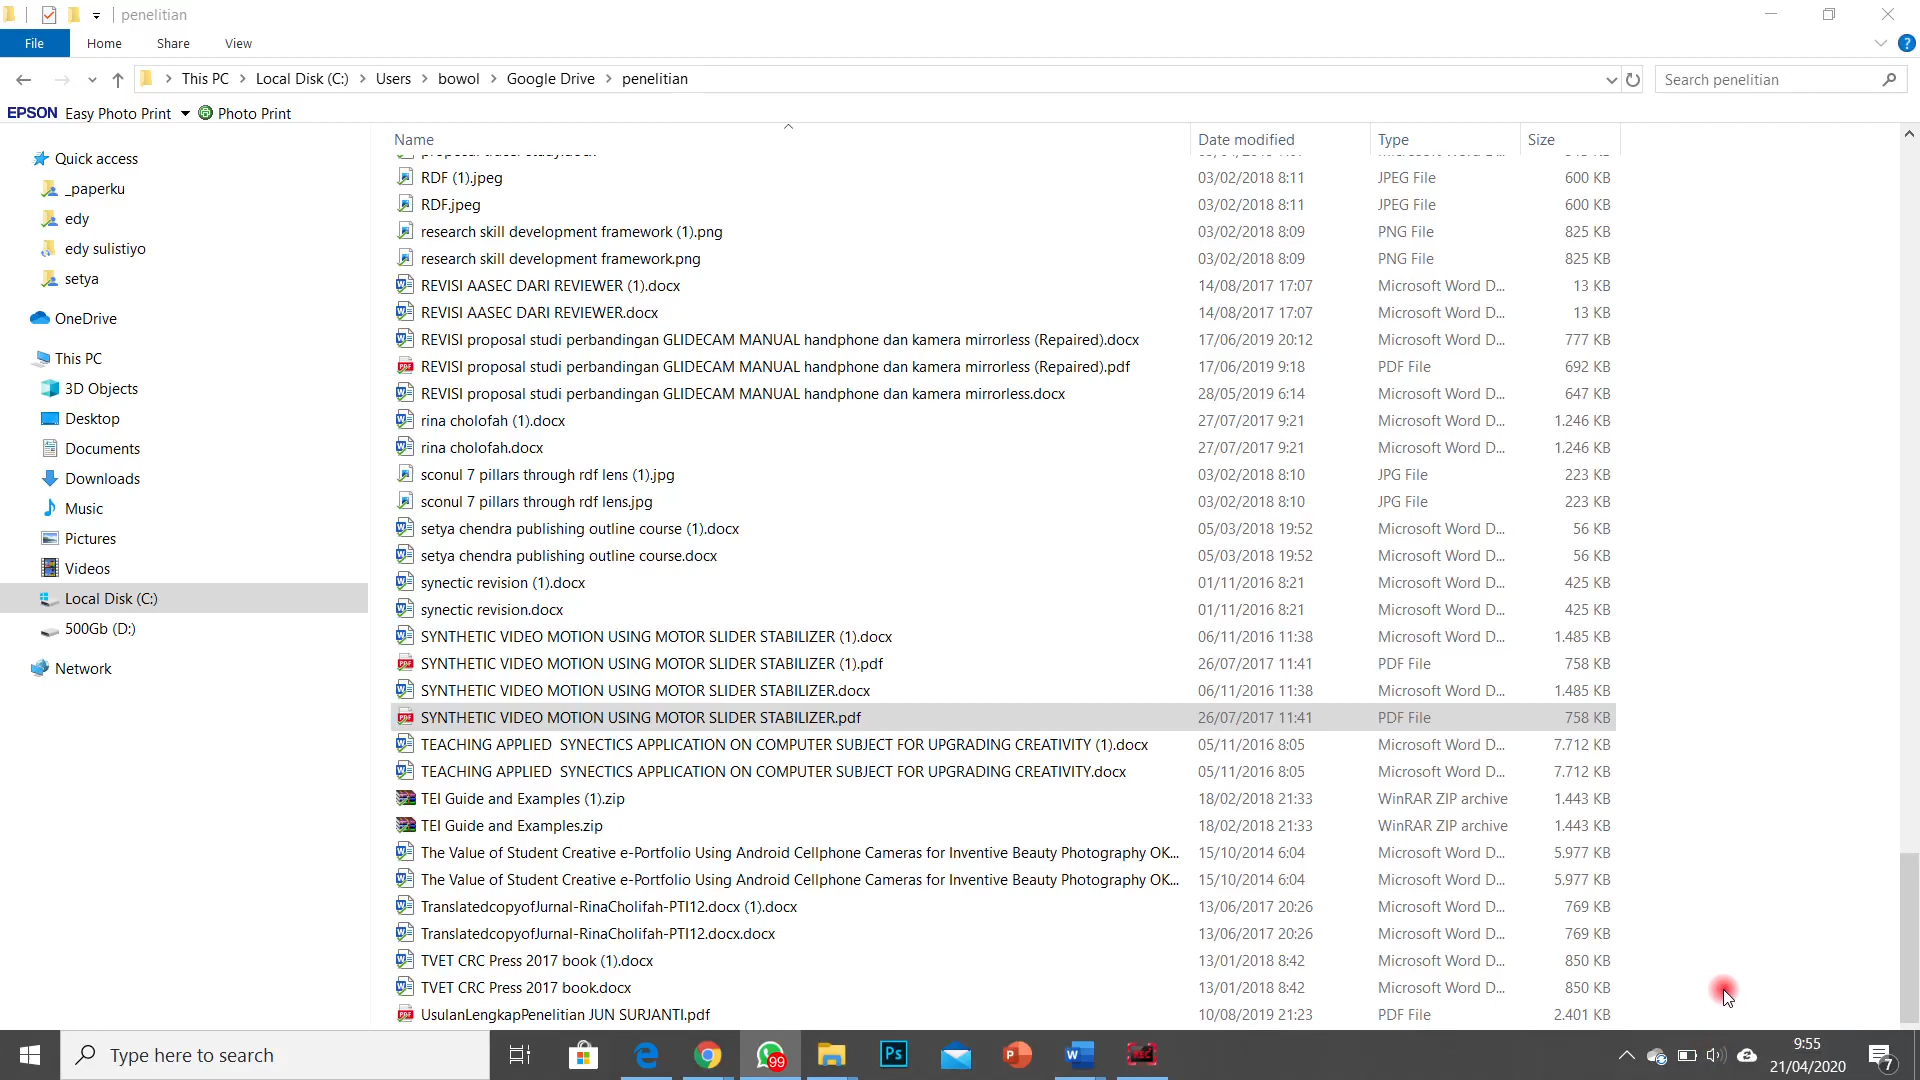 penelitian
File Home Share View
This PC Local Disk (C:) Users bowol Google Drive penelitian Search penelitian
EPSON Easy Photo Print Photo Print
Name Date modified Type Size
Quick access
_paperku
edy
edy sulistiyo
setya
OneDrive
This PC
3D Objects
Desktop
Documents
Downloads
Music
Pictures
Videos
Local Disk (C:)
500Gb (D:)
Network
RDF (1).jpeg 03/02/2018 8:11 JPEG File 600 KB
RDF.jpeg 03/02/2018 8:11 JPEG File 600 KB
research skill development framework (1).png 03/02/2018 8:09 PNG File 825 KB
research skill development framework.png 03/02/2018 8:09 PNG File 825 KB
REVISI AASEC DARI REVIEWER (1).docx 14/08/2017 17:07 Microsoft Word D... 13 KB
REVISI AASEC DARI REVIEWER.docx 14/08/2017 17:07 Microsoft Word D... 13 KB
REVISI proposal studi perbandingan GLIDECAM MANUAL handphone dan kamera mirrorless (Repaired).docx 17/06/2019 20:12 Microsoft Word D... 777 KB
REVISI proposal studi perbandingan GLIDECAM MANUAL handphone dan kamera mirrorless (Repaired).pdf 17/06/2019 9:18 PDF File 692 KB
REVISI proposal studi perbandingan GLIDECAM MANUAL handphone dan kamera mirrorless.docx 28/05/2019 6:14 Microsoft Word D... 647 KB
rina cholofah (1).docx 27/07/2017 9:21 Microsoft Word D... 1.246 KB
rina cholofah.docx 27/07/2017 9:21 Microsoft Word D... 1.246 KB
sconul 7 pillars through rdf lens (1).jpg 03/02/2018 8:10 JPG File 223 KB
sconul 7 pillars through rdf lens.jpg 03/02/2018 8:10 JPG File 223 KB
setya chendra publishing outline course (1).docx 05/03/2018 19:52 Microsoft Word D... 56 KB
setya chendra publishing outline course.docx 05/03/2018 19:52 Microsoft Word D... 56 KB
synectic revision (1).docx 01/11/2016 8:21 Microsoft Word D... 425 KB
synectic revision.docx 01/11/2016 8:21 Microsoft Word D... 425 KB
SYNTHETIC VIDEO MOTION USING MOTOR SLIDER STABILIZER (1).docx 06/11/2016 11:38 Microsoft Word D... 1.485 KB
SYNTHETIC VIDEO MOTION USING MOTOR SLIDER STABILIZER (1).pdf 26/07/2017 11:41 PDF File 758 KB
SYNTHETIC VIDEO MOTION USING MOTOR SLIDER STABILIZER.docx 06/11/2016 11:38 Microsoft Word D... 1.485 KB
SYNTHETIC VIDEO MOTION USING MOTOR SLIDER STABILIZER.pdf 26/07/2017 11:41 PDF File 758 KB
TEACHING APPLIED  SYNECTICS APPLICATION ON COMPUTER SUBJECT FOR UPGRADING CREATIVITY (1).docx 05/11/2016 8:05 Microsoft Word D... 7.712 KB
TEACHING APPLIED  SYNECTICS APPLICATION ON COMPUTER SUBJECT FOR UPGRADING CREATIVITY.docx 05/11/2016 8:05 Microsoft Word D... 7.712 KB
TEI Guide and Examples (1).zip 18/02/2018 21:33 WinRAR ZIP archive 1.443 KB
TEI Guide and Examples.zip 18/02/2018 21:33 WinRAR ZIP archive 1.443 KB
The Value of Student Creative e-Portfolio Using Android Cellphone Cameras for Inventive Beauty Photography OK... 15/10/2014 6:04 Microsoft Word D... 5.977 KB
The Value of Student Creative e-Portfolio Using Android Cellphone Cameras for Inventive Beauty Photography OK... 15/10/2014 6:04 Microsoft Word D... 5.977 KB
TranslatedcopyofJurnal-RinaCholifah-PTI12.docx (1).docx 13/06/2017 20:26 Microsoft Word D... 769 KB
TranslatedcopyofJurnal-RinaCholifah-PTI12.docx.docx 13/06/2017 20:26 Microsoft Word D... 769 KB
TVET CRC Press 2017 book (1).docx 13/01/2018 8:42 Microsoft Word D... 850 KB
TVET CRC Press 2017 book.docx 13/01/2018 8:42 Microsoft Word D... 850 KB
UsulanLengkapPenelitian JUN SURJANTI.pdf 10/08/2019 21:23 PDF File 2.401 KB
Type here to search 99 Ps 9:55
21/04/2020 7